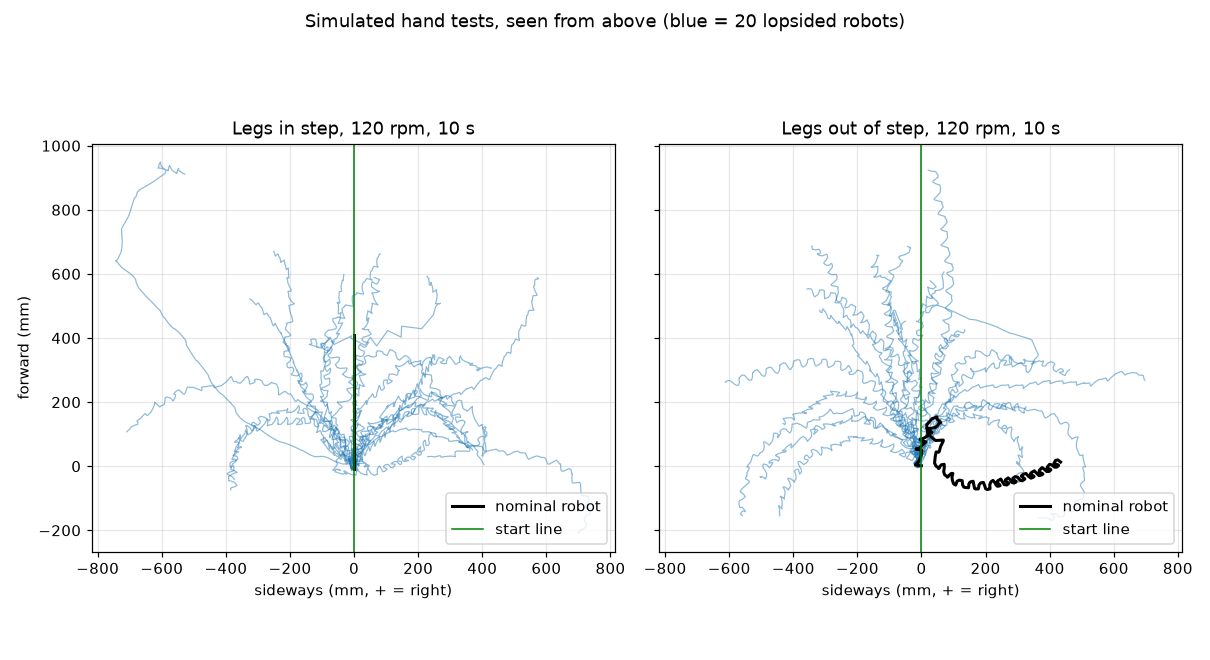 Simulated hand tests, seen from above (blue = 20 lopsided robots)
Legs in step, 120 rpm, 10 s
1000
800
600
400
200
0
−200
forward (mm)
−800 −600 −400 −200 0 200 400 600 800
sideways (mm, + = right)
nominal robot
start line
Legs out of step, 120 rpm, 10 s
−800 −600 −400 −200 0 200 400 600 800
sideways (mm, + = right)
nominal robot
start line